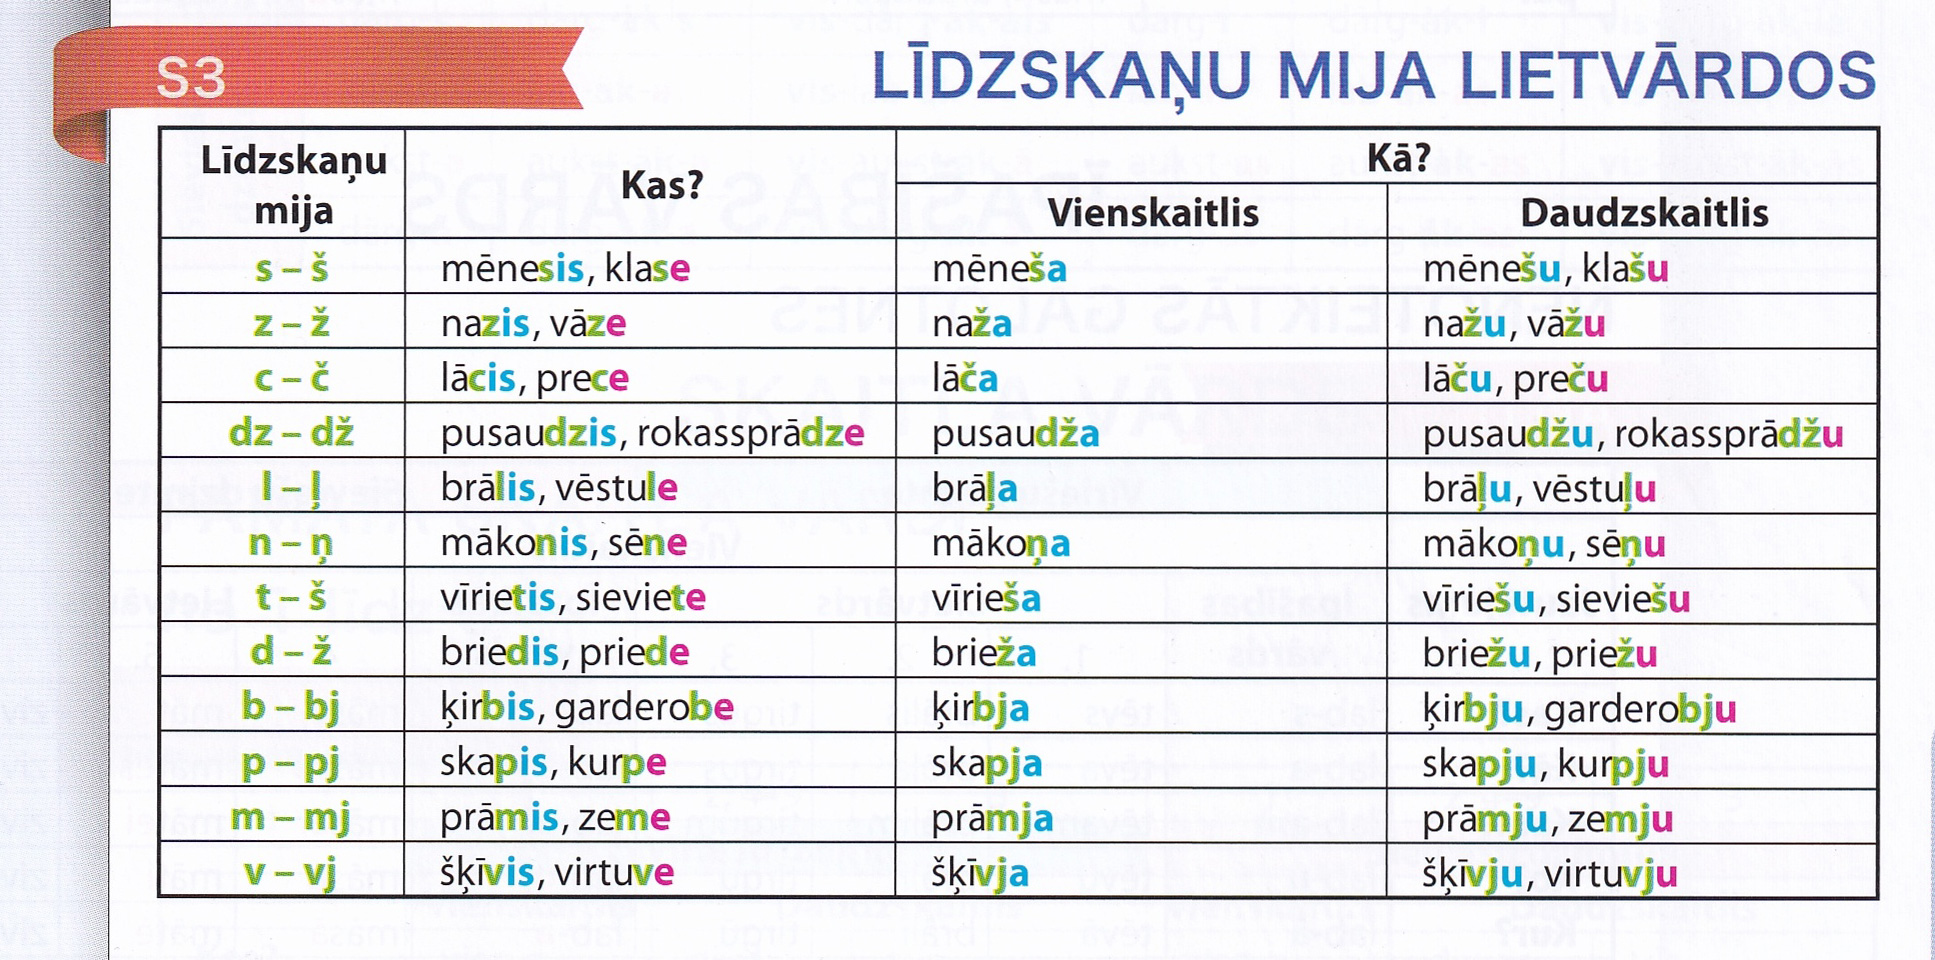 S3
LĪDZSKAŅU MIJA LIETVĀRDOS
Līdzskaņu mija
Kas?
Kā?
Vienskaitlis
Daudzskaitlis
s – š mēnesis, klase mēneša mēnešu, klašu
z – ž nazis, vāze naža nažu, vāžu
c – č lācis, prece lāča lāču, preču
dz – dž pusaudzis, rokassprādze pusaudža pusaudžu, rokassprādžu
l – ļ brālis, vēstule brāļa brāļu, vēstuļu
n – ņ mākonis, sēne mākoņa mākoņu, sēņu
t – š vīrietis, sieviete vīrieša vīriešu, sieviešu
d – ž briedis, priede brieža briežu, priežu
b – bj ķirbis, garderobe ķirbja ķirbju, garderobju
p – pj skapis, kurpe skapja skapju, kurpju
m – mj prāmis, zeme prāmja prāmju, zemju
v – vj šķīvis, virtuve šķīvja šķīvju, virtuvju